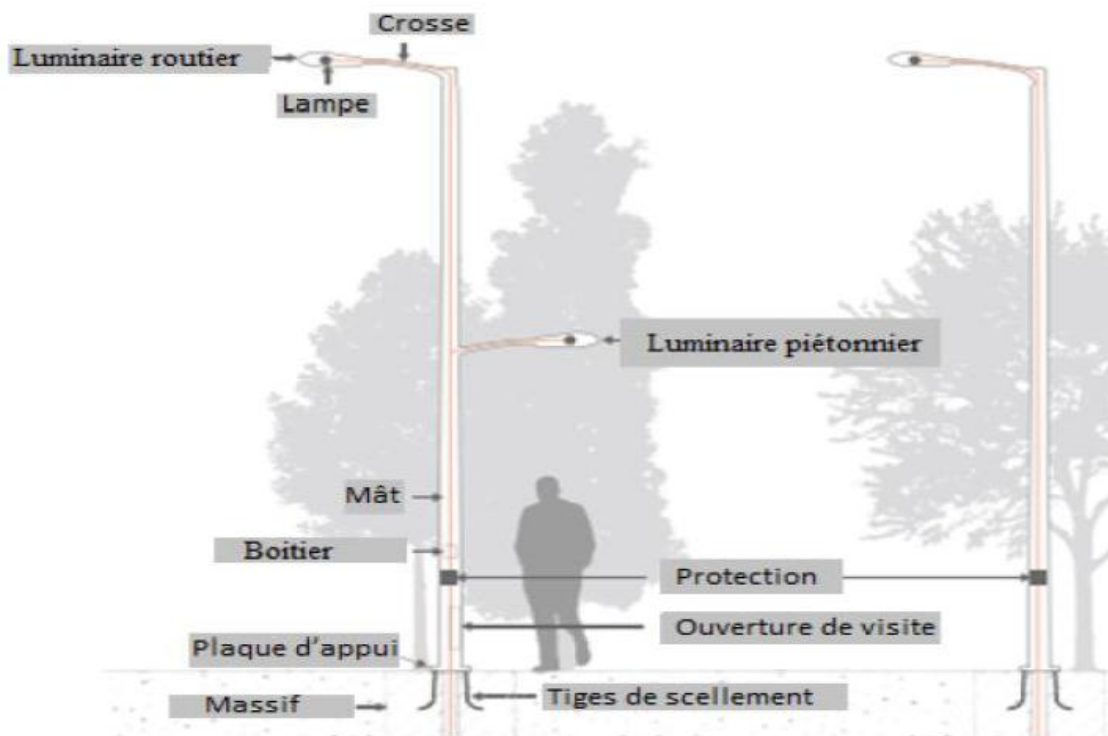 Crosse
Luminaire routier
Lampe
Luminaire piétonnier
Mât
Boitier
Protection
Ouverture de visite
Plaque d'appui
Tiges de scellement
Massif